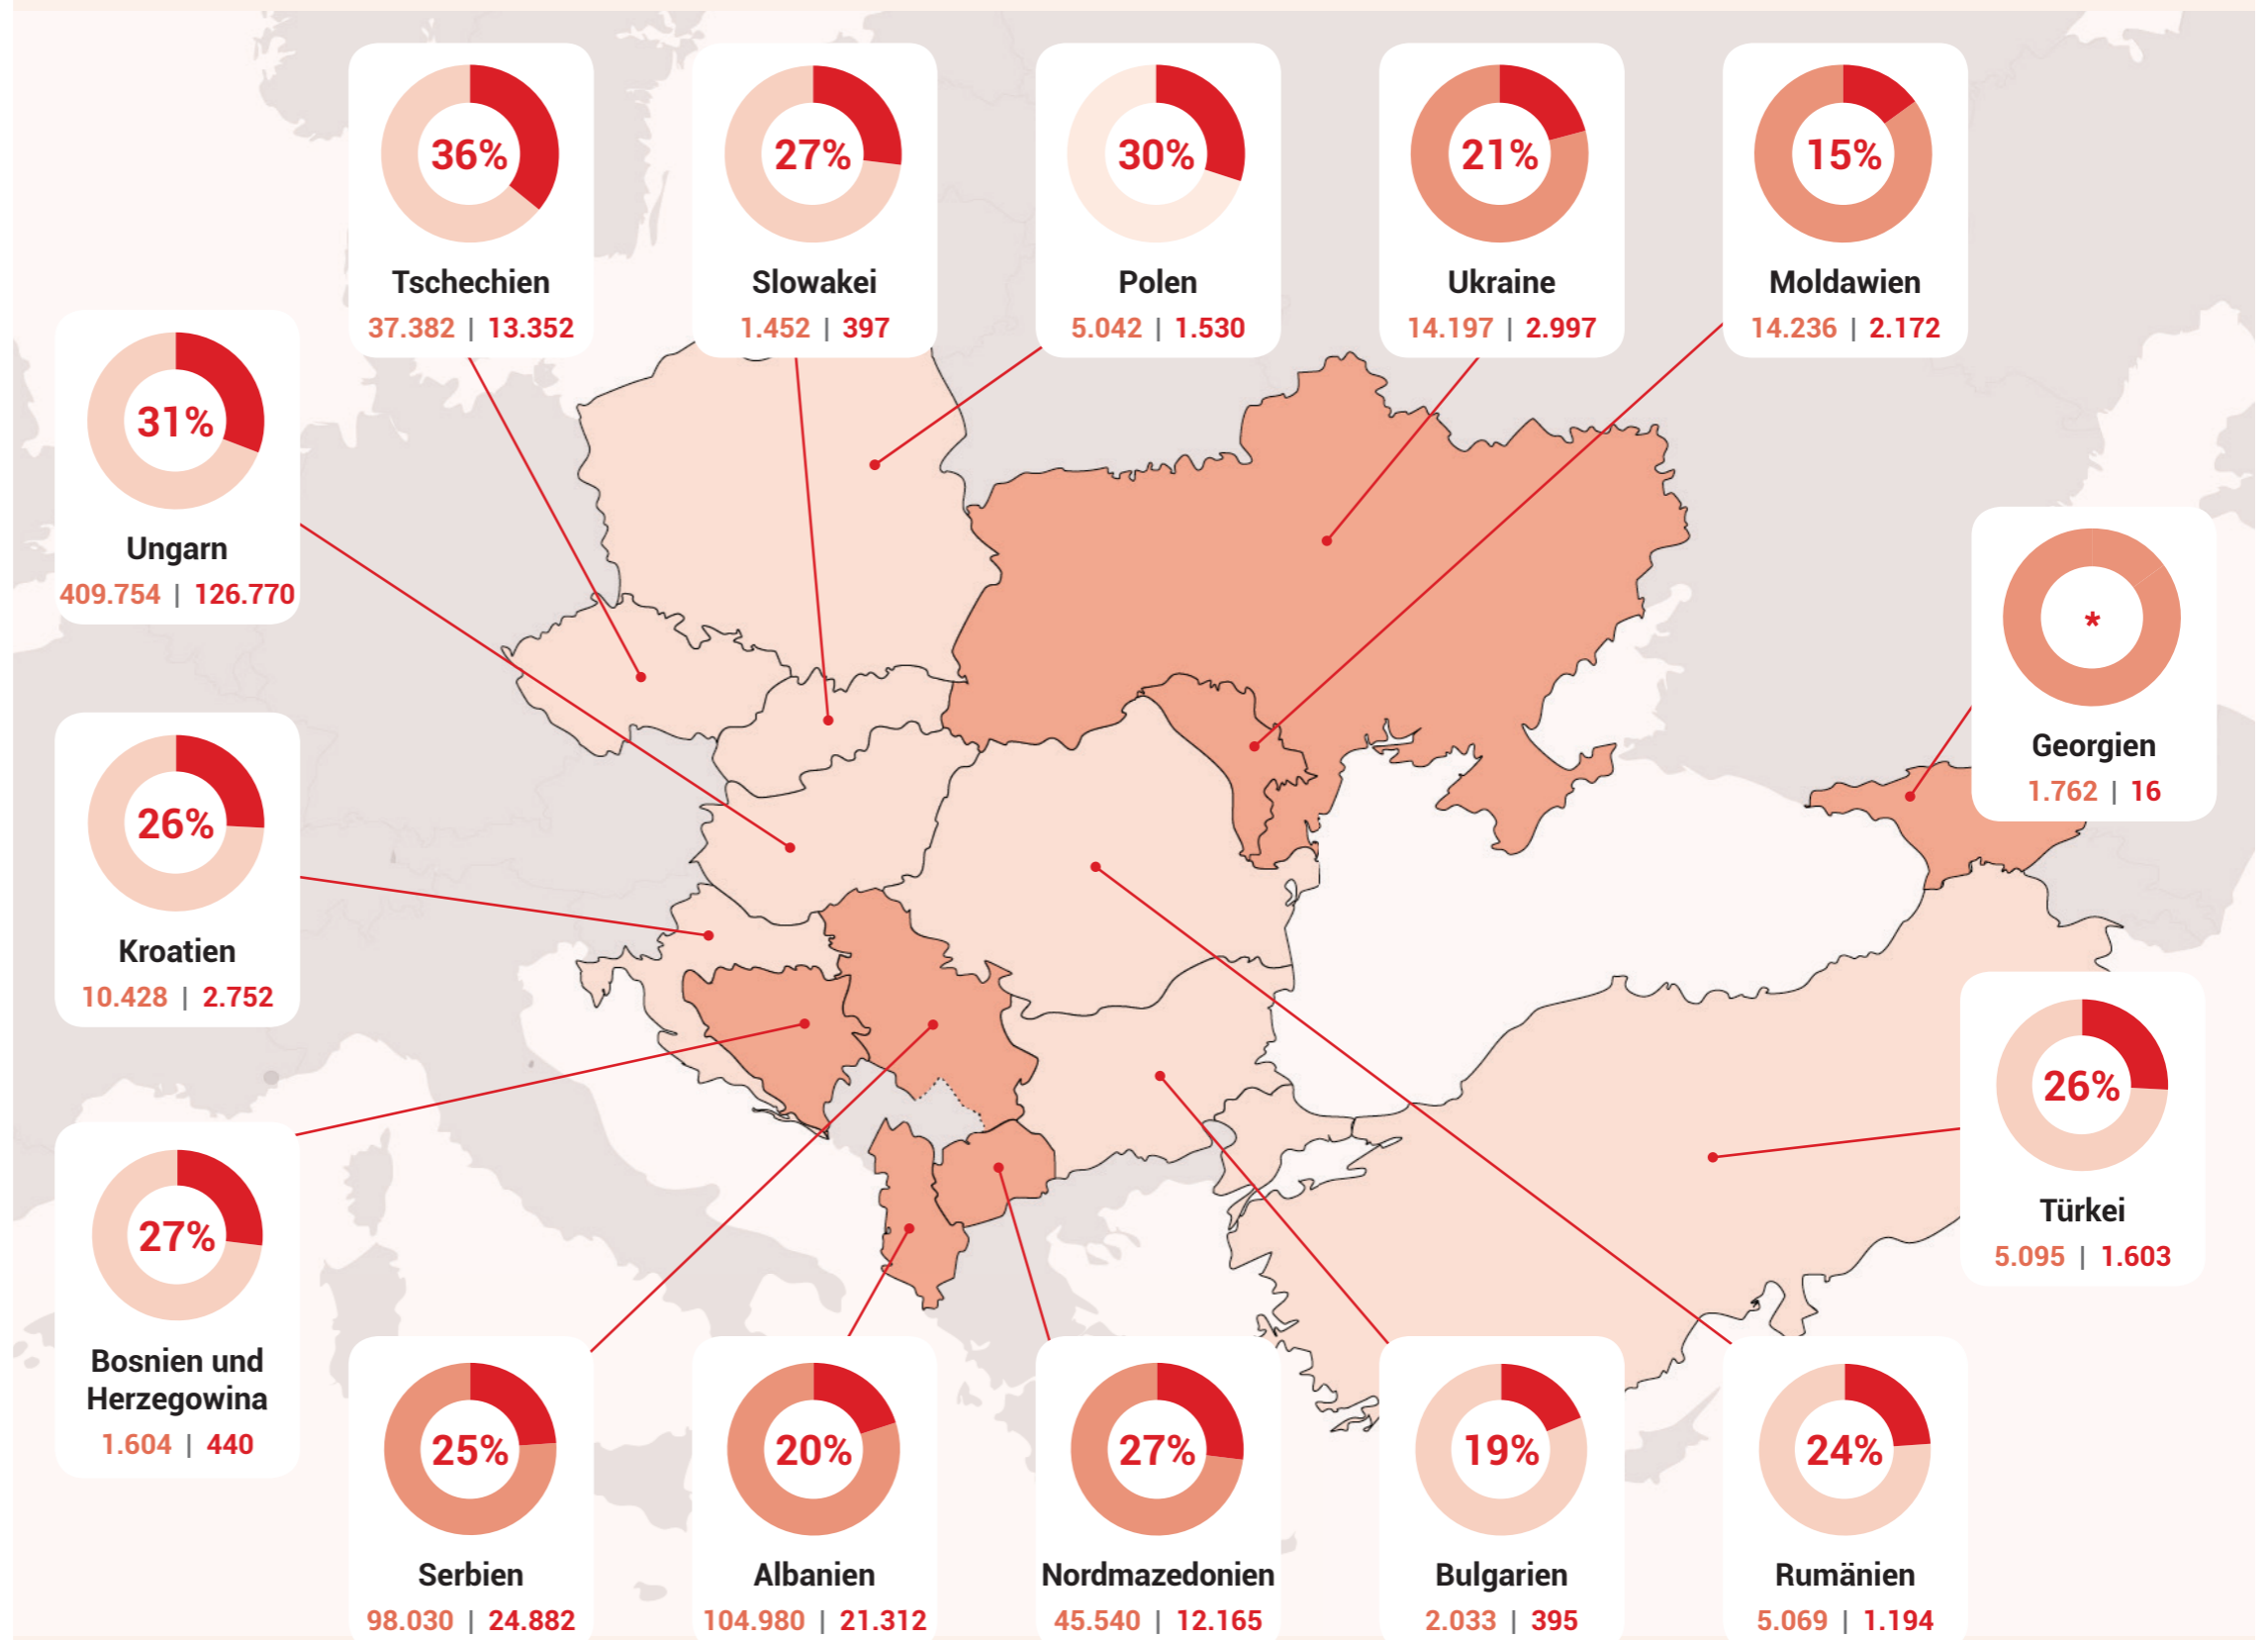 36%
Tschechien
37.382 | 13.352
27%
Slowakei
1.452 | 397
30%
Polen
5.042 | 1.530
21%
Ukraine
14.197 | 2.997
15%
Moldawien
14.236 | 2.172
31%
Ungarn
409.754 | 126.770
*
Georgien
1.762 | 16
26%
Kroatien
10.428 | 2.752
26%
Türkei
5.095 | 1.603
27%
Bosnien und
Herzegowina
1.604 | 440
25%
Serbien
98.030 | 24.882
20%
Albanien
104.980 | 21.312
27%
Nordmazedonien
45.540 | 12.165
19%
Bulgarien
2.033 | 395
24%
Rumänien
5.069 | 1.194